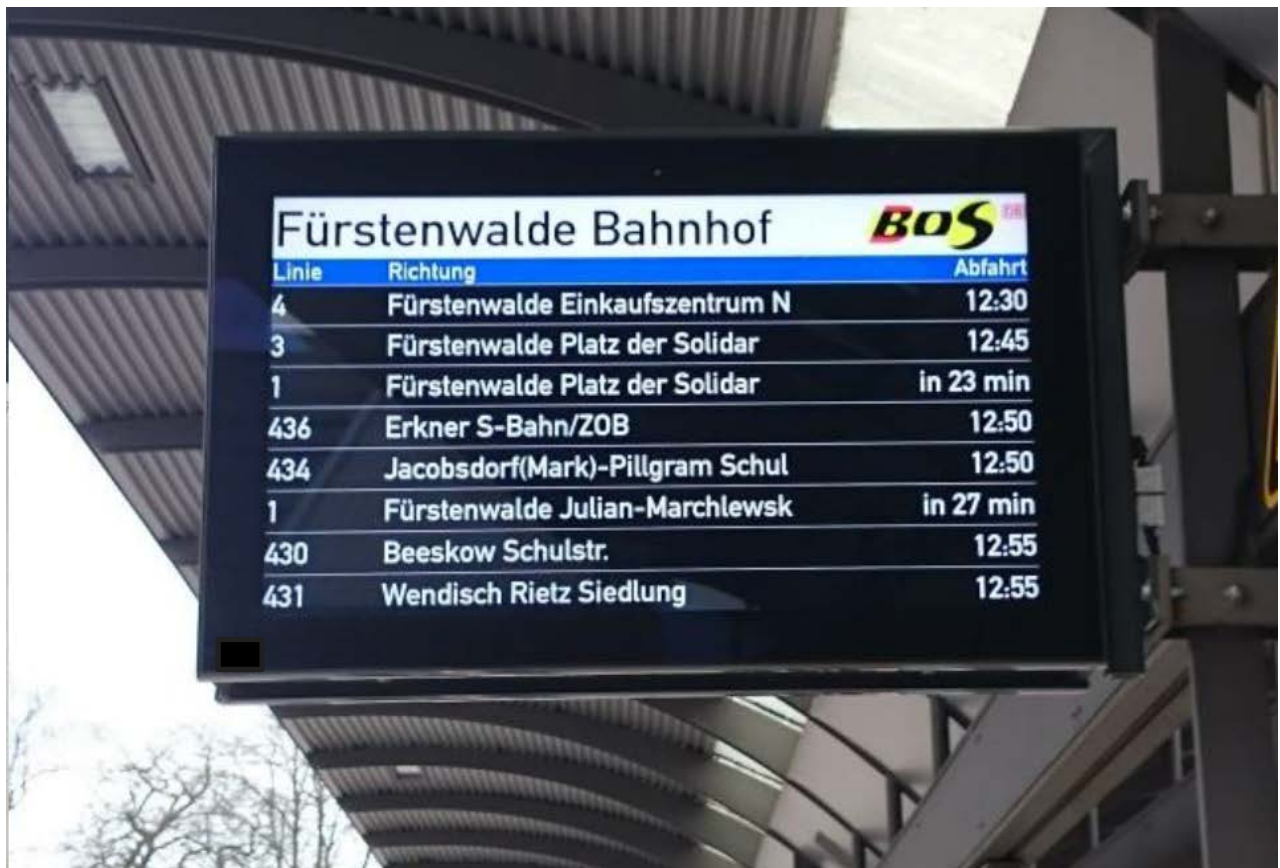 Fürstenwalde Bahnhof BOS DB
Linie Richtung Abfahrt
4 Fürstenwalde Einkaufszentrum N 12:30
3 Fürstenwalde Platz der Solidar 12:45
1 Fürstenwalde Platz der Solidar in 23 min
436 Erkner S-Bahn/ZOB 12:50
434 Jacobsdorf(Mark)-Pillgram Schul 12:50
1 Fürstenwalde Julian-Marchlewsk in 27 min
430 Beeskow Schulstr. 12:55
431 Wendisch Rietz Siedlung 12:55